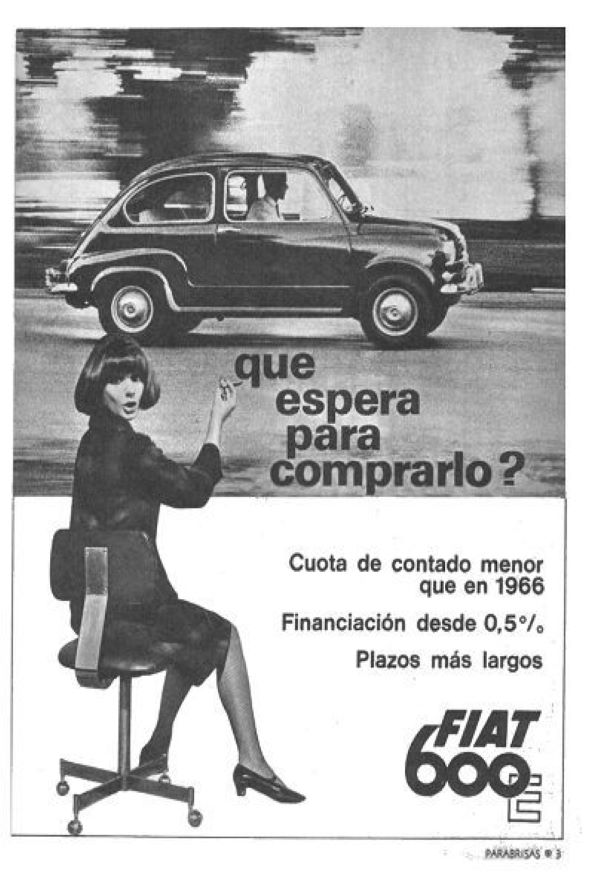 que
espera
para
comprarlo?
Cuota de contado menor
que en 1966
Financiación desde 0,5%
Plazos más largos
FIAT
600
E
PARABRISAS ® 3